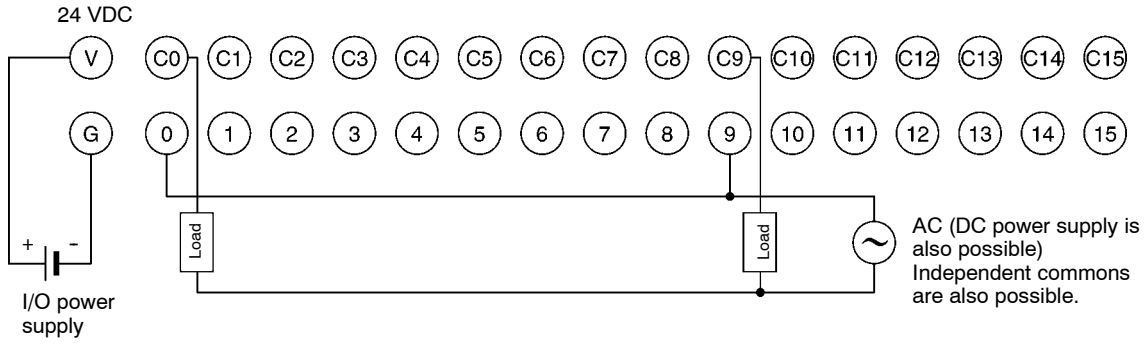 24 VDC
V C0 C1 C2 C3 C4 C5 C6 C7 C8 C9 C10 C11 C12 C13 C14 C15
G 0 1 2 3 4 5 6 7 8 9 10 11 12 13 14 15
+ -
I/O power
supply
Load
Load
~
AC (DC power supply is
also possible)
Independent commons
are also possible.